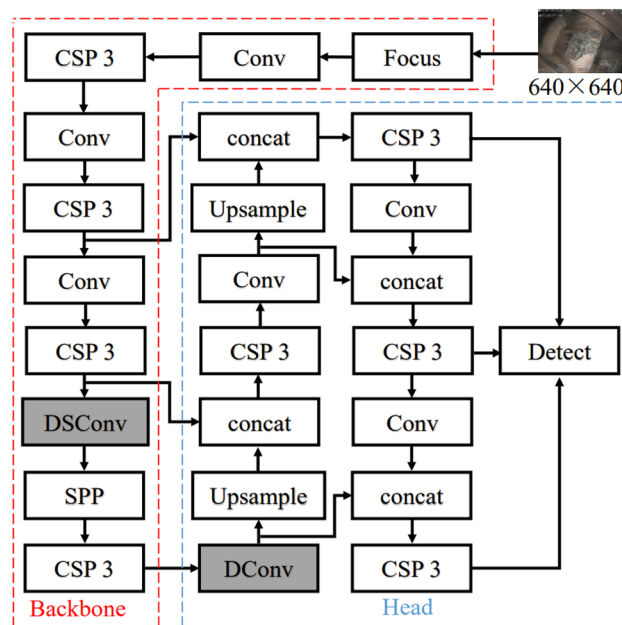 CSP 3
Conv
Focus
640×640
Conv
CSP 3
Conv
CSP 3
DSConv
SPP
CSP 3
Backbone
concat
Upsample
Conv
CSP 3
concat
Upsample
DConv
CSP 3
Conv
concat
CSP 3
Conv
concat
CSP 3
Detect
Head